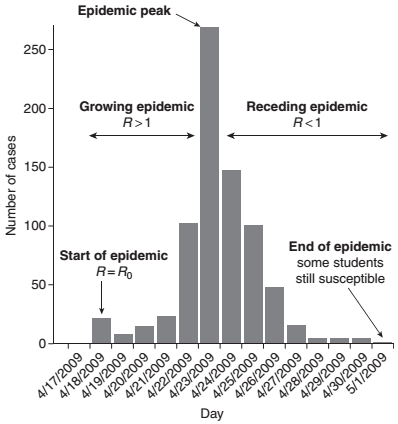 Epidemic peak
250
200
150
100
50
0
Number of cases
Growing epidemic
R > 1
Receding epidemic
R < 1
Start of epidemic
R = R₀
End of epidemic
some students
still susceptible
4/17/2009
4/18/2009
4/19/2009
4/20/2009
4/21/2009
4/22/2009
4/23/2009
4/24/2009
4/25/2009
4/26/2009
4/27/2009
4/28/2009
4/29/2009
4/30/2009
5/1/2009
Day